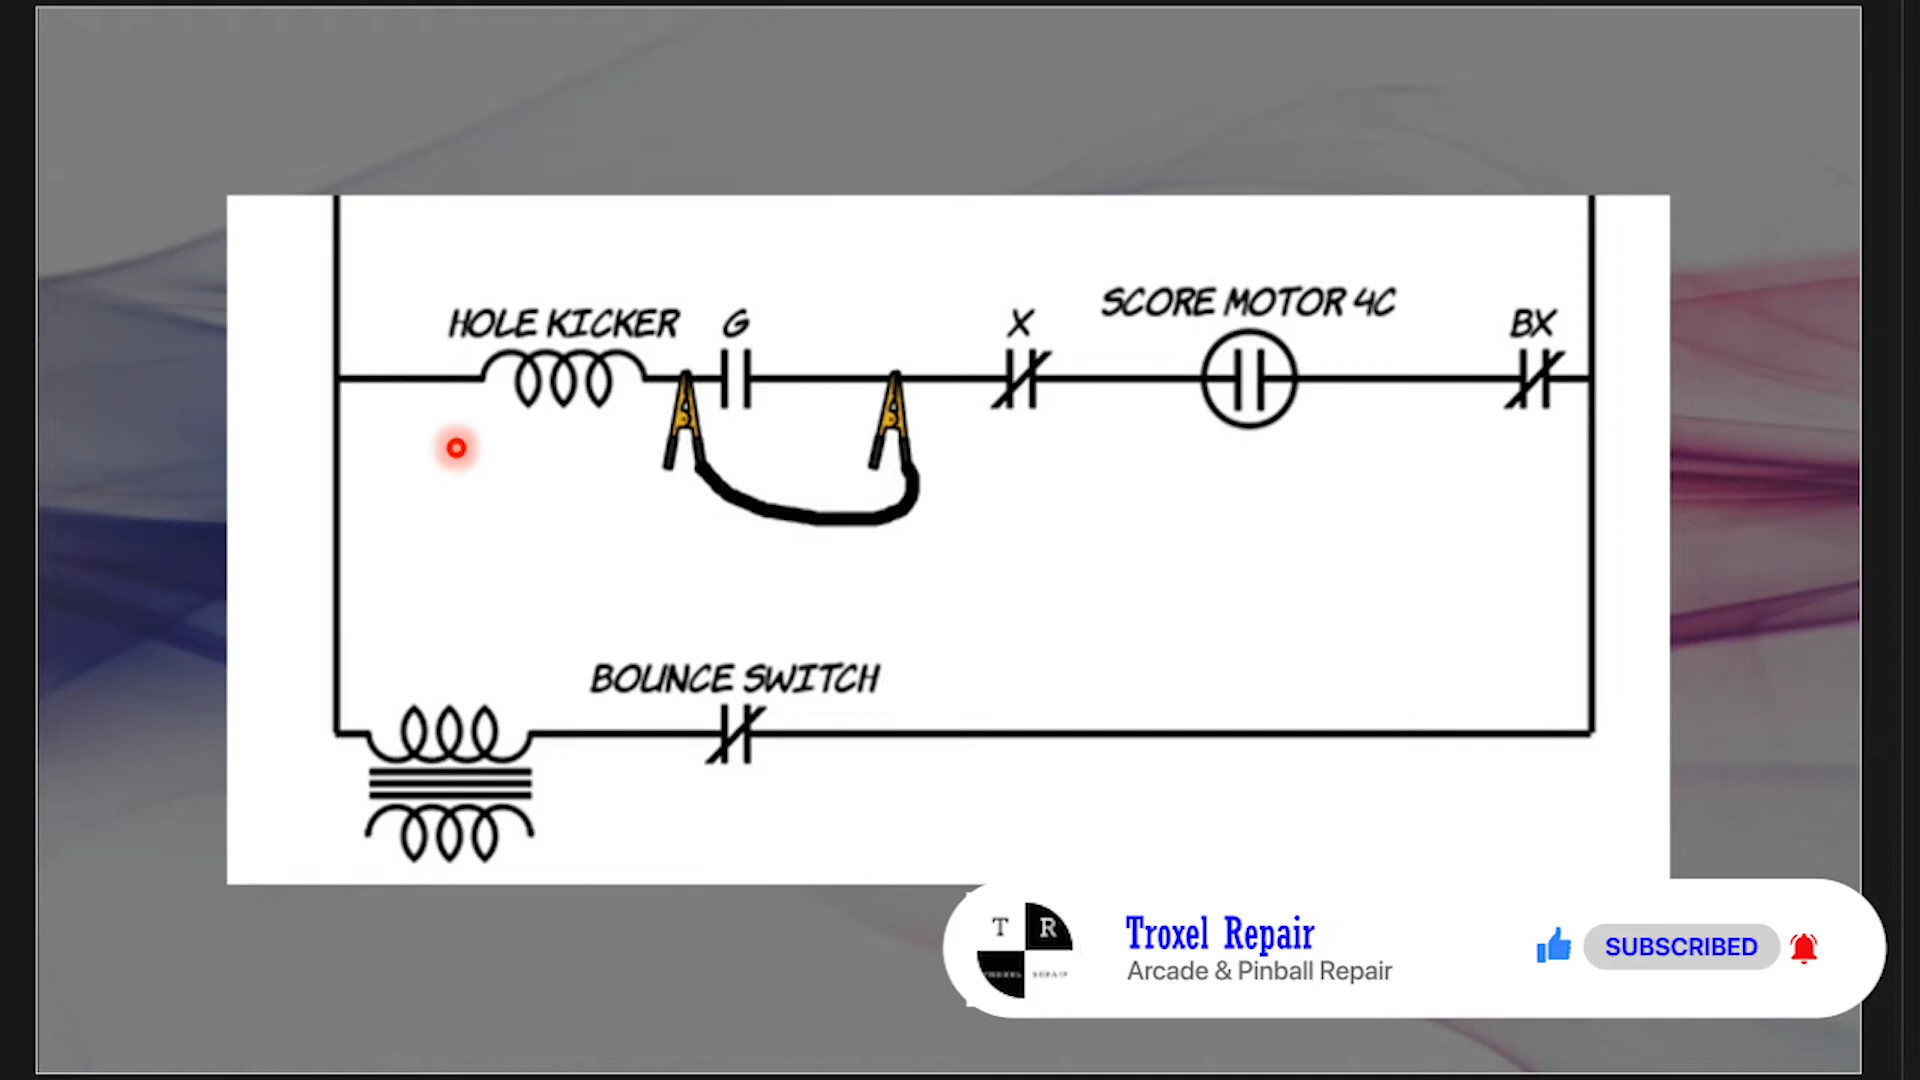 SCORE MOTOR 4C
HOLE KICKER G X BX
BOUNCE SWITCH
T R
Troxel Repair
Arcade & Pinball Repair
SUBSCRIBED